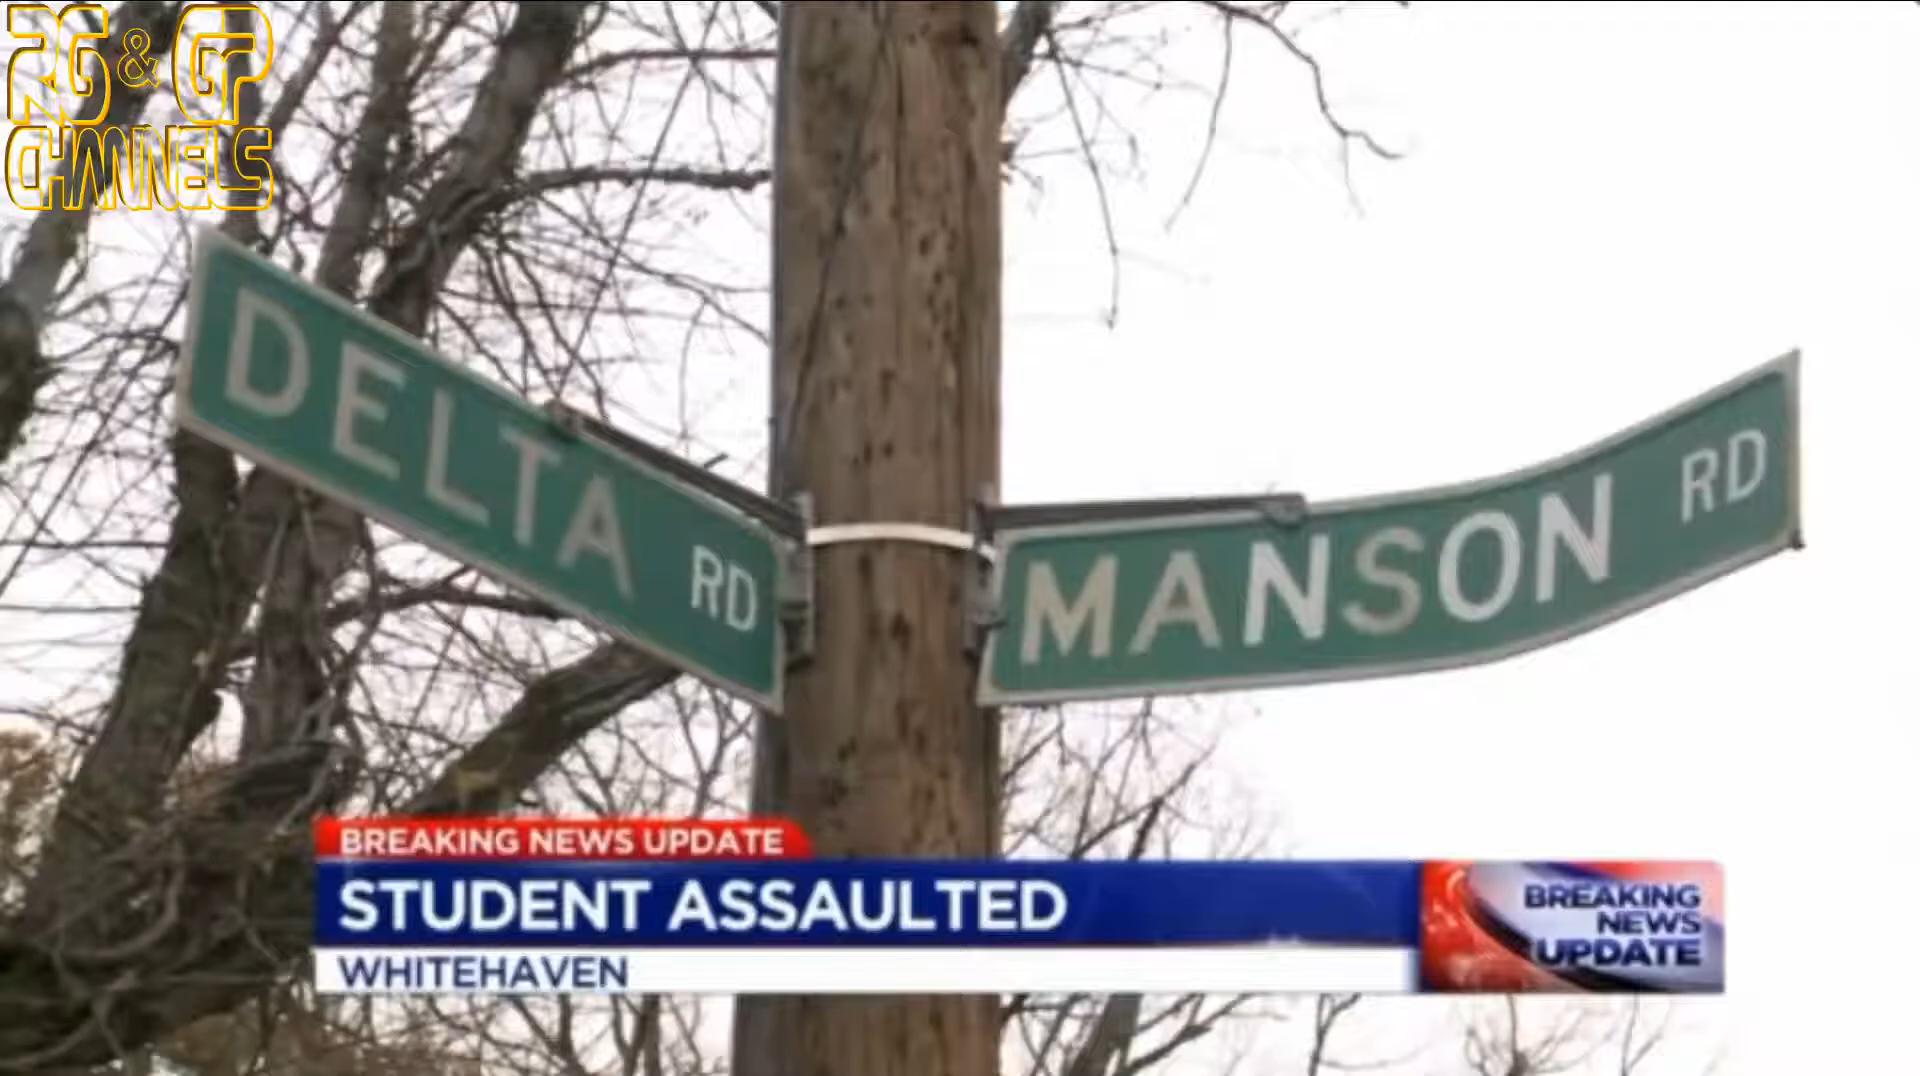 RG & GP
CHANNELS
DELTA RD
MANSON RD
BREAKING NEWS UPDATE
STUDENT ASSAULTED
WHITEHAVEN
BREAKING
NEWS
UPDATE